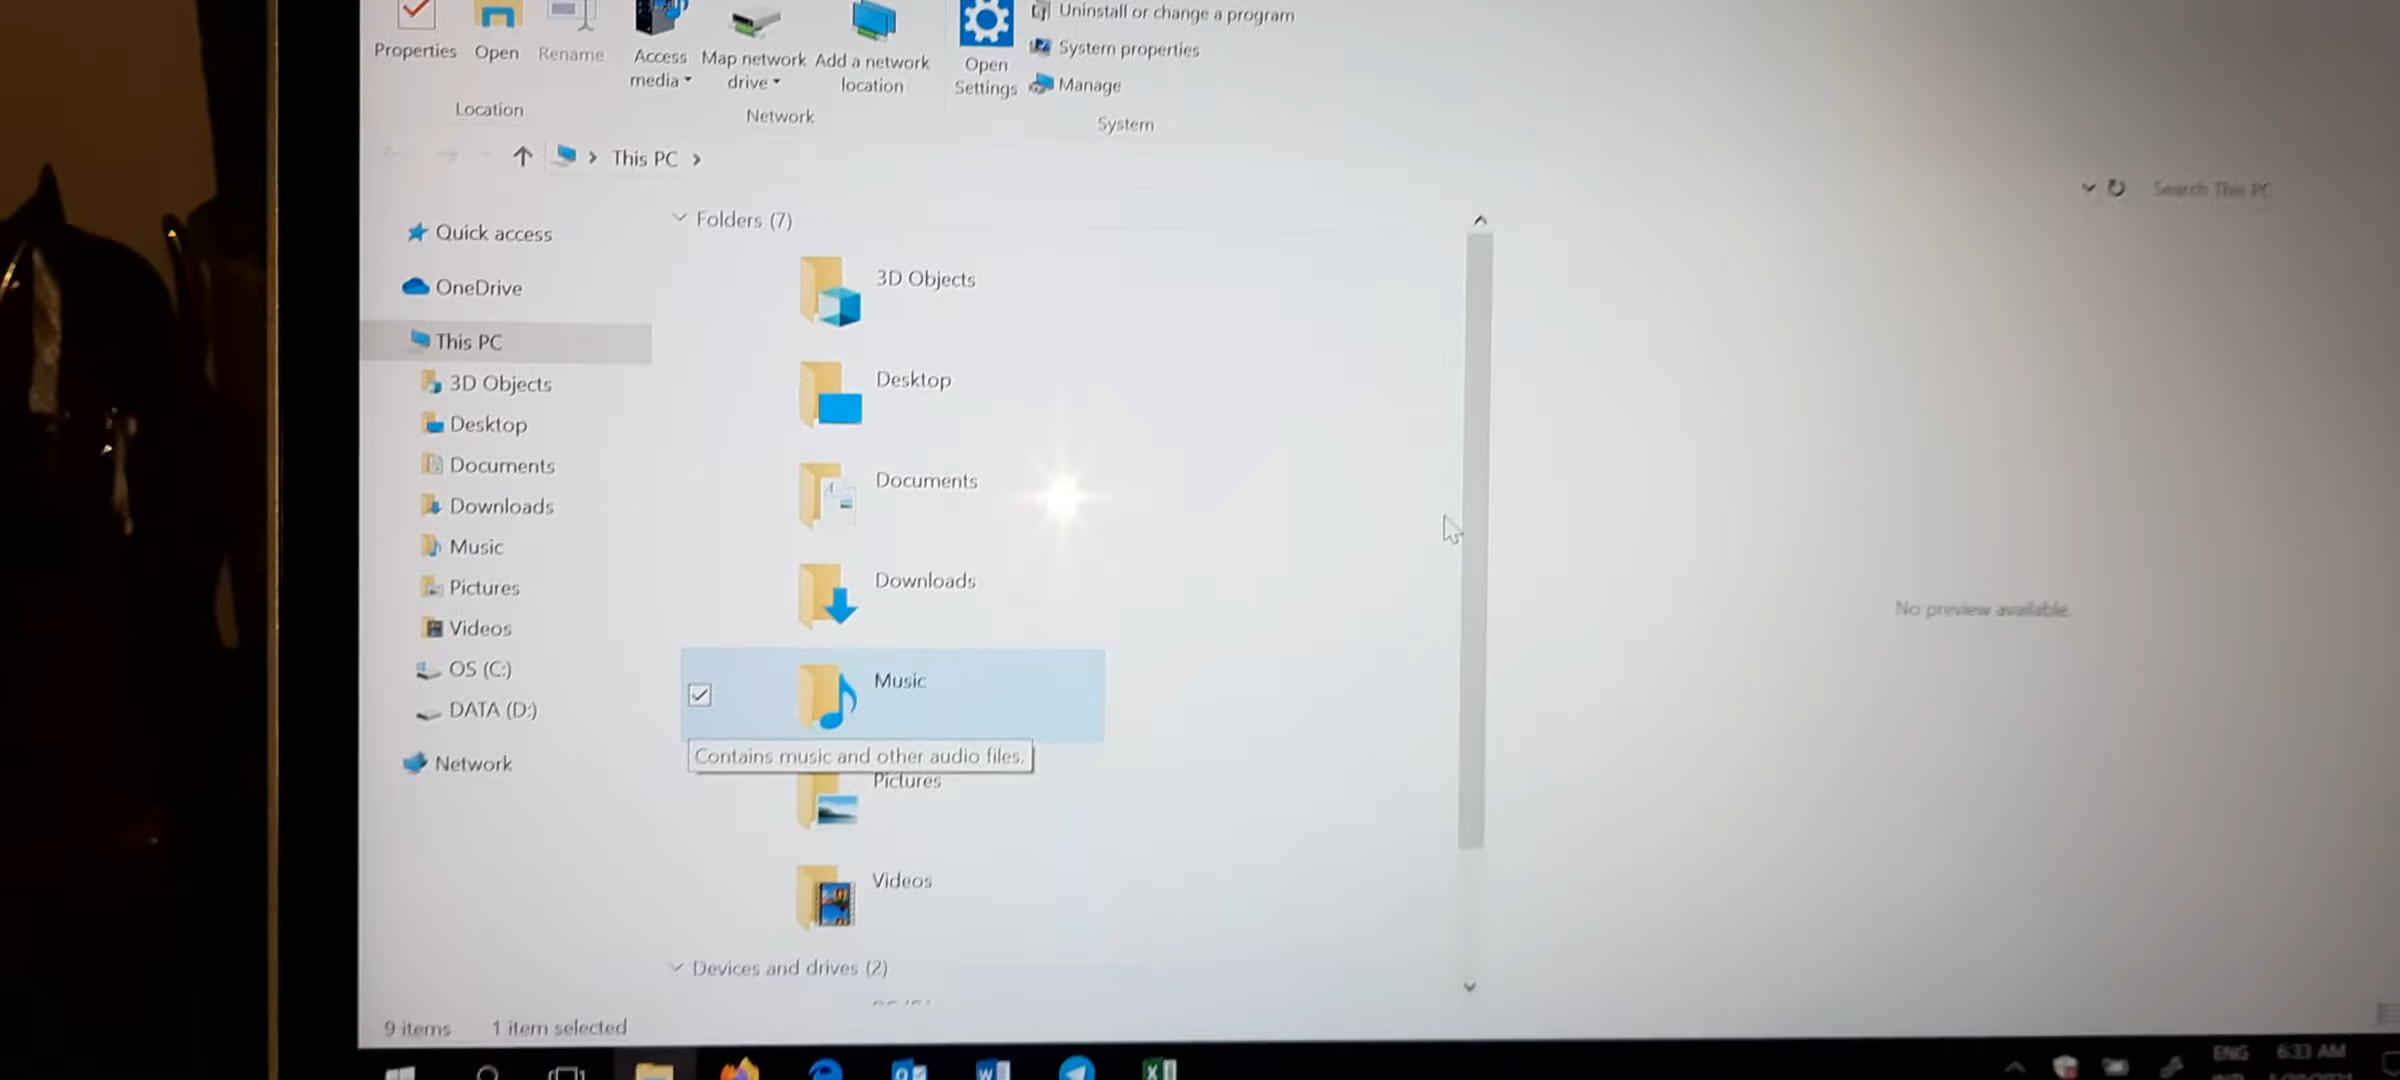 Uninstall or change a program
System properties
Manage
Properties
Open
Rename
Access media
Map network drive
Add a network location
Open Settings
Location
Network
System
This PC
Search This PC
Quick access
OneDrive
This PC
3D Objects
Desktop
Documents
Downloads
Music
Pictures
Videos
OS (C:)
DATA (D:)
Network
Folders (7)
3D Objects
Desktop
Documents
Downloads
Music
Contains music and other audio files.
Pictures
Videos
Devices and drives (2)
No preview available.
9 items
1 item selected
ENG
6:33 AM